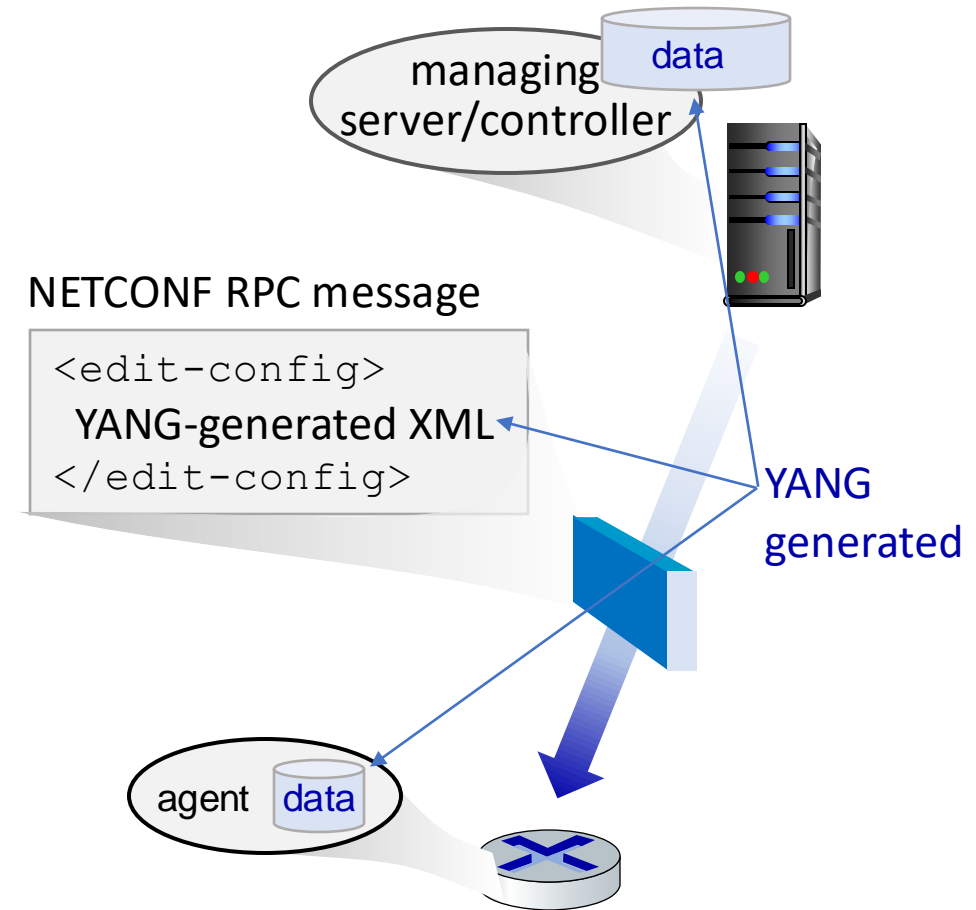 data
managing
server/controller
NETCONF RPC message
<edit-config>
YANG-generated XML
</edit-config>
YANG
generated
agent
data